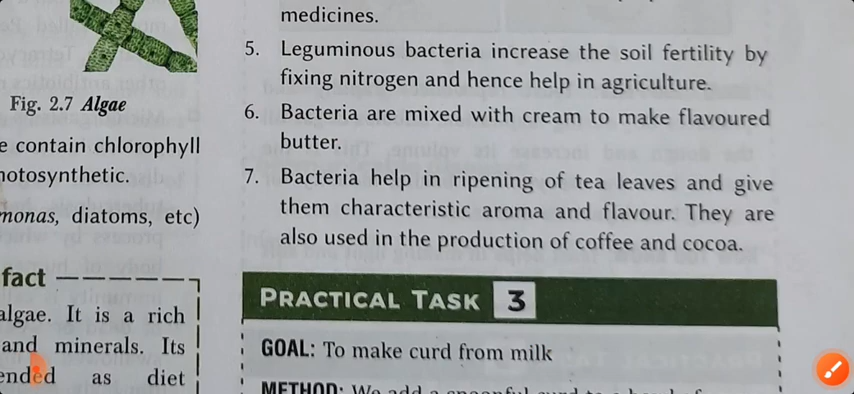 Fig. 2.7 Algae
e contain chlorophyll
notosynthetic.
monas, diatoms, etc)
fact
algae. It is a rich
and minerals. Its
ended as diet
medicines.
5. Leguminous bacteria increase the soil fertility by
fixing nitrogen and hence help in agriculture.
6. Bacteria are mixed with cream to make flavoured
butter.
7. Bacteria help in ripening of tea leaves and give
them characteristic aroma and flavour. They are
also used in the production of coffee and cocoa.
PRACTICAL TASK 3
GOAL: To make curd from milk
METHOD: We add a spoonful curd to a